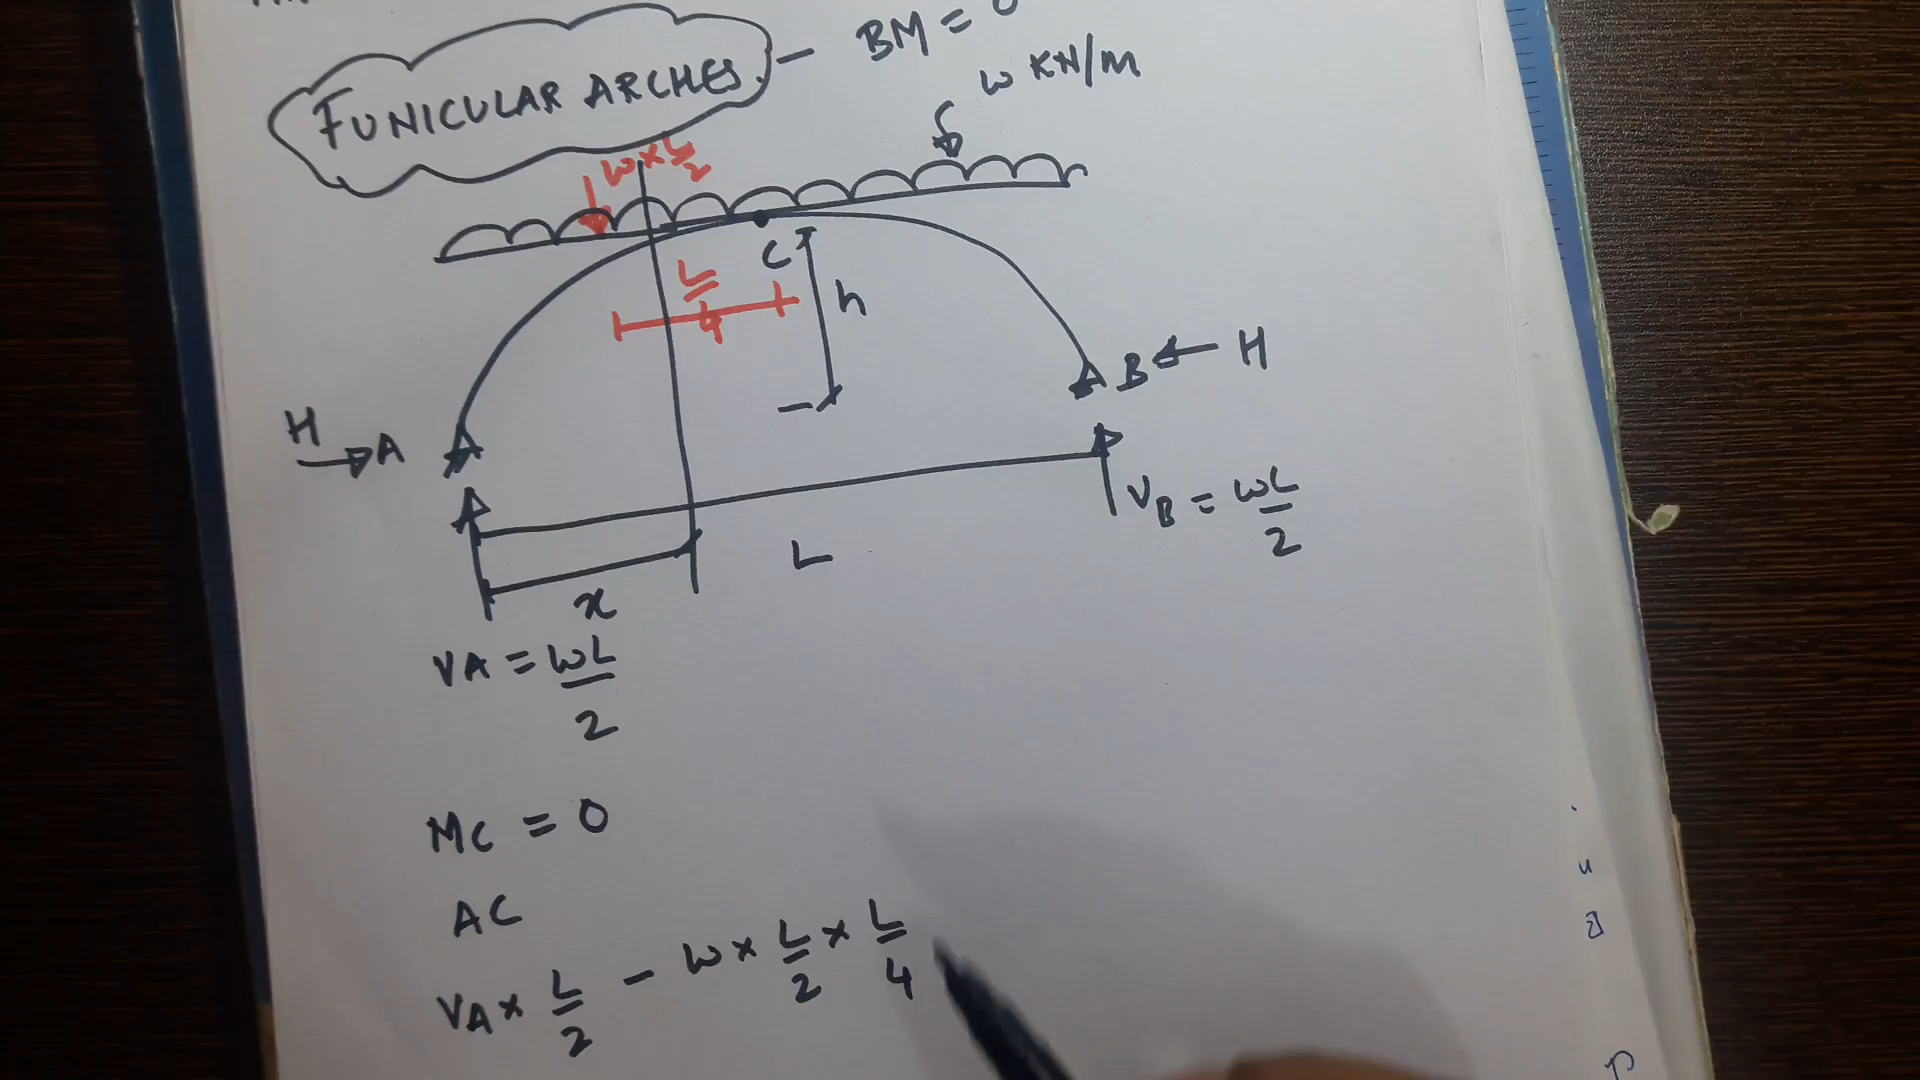 FUNICULAR ARCHES. - BM = 0
w KN/m
w x L/2
C
L/4
h
H
A
B
H
VB = wL/2
L
x
VA = wL/2
MC = 0
AC
VA x L/2 - w x L/2 x L/4